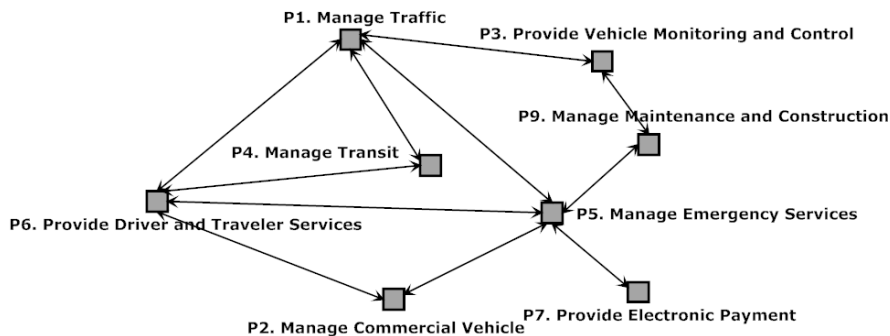 P1. Manage Traffic
P3. Provide Vehicle Monitoring and Control
P9. Manage Maintenance and Construction
P4. Manage Transit
P5. Manage Emergency Services
P6. Provide Driver and Traveler Services
P7. Provide Electronic Payment
P2. Manage Commercial Vehicle